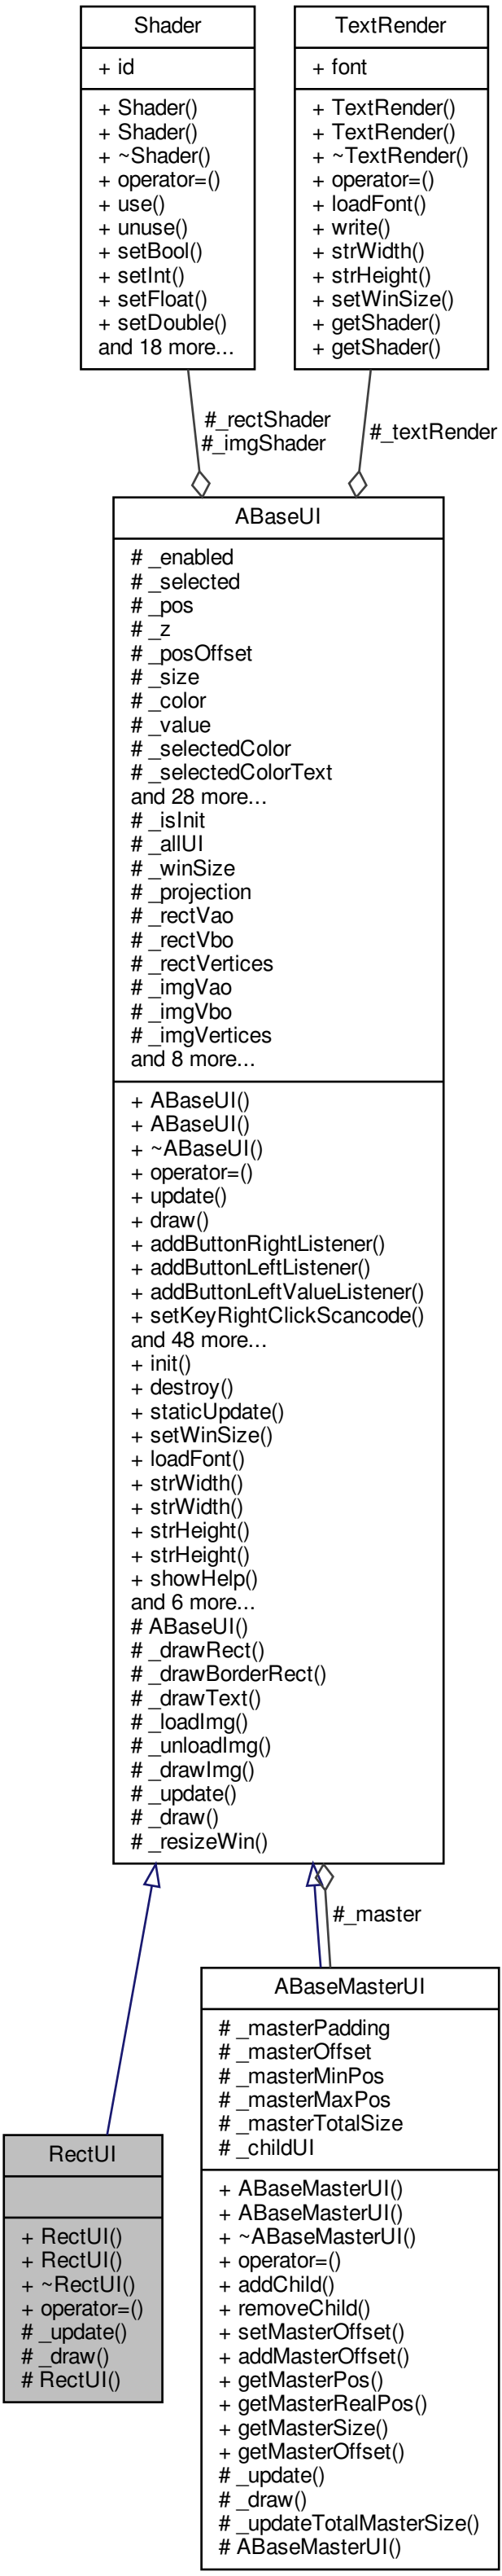 Shader
+ id
+ Shader()
+ Shader()
+ ~Shader()
+ operator=()
+ use()
+ unuse()
+ setBool()
+ setInt()
+ setFloat()
+ setDouble()
and 18 more...
TextRender
+ font
+ TextRender()
+ TextRender()
+ ~TextRender()
+ operator=()
+ loadFont()
+ write()
+ strWidth()
+ strHeight()
+ setWinSize()
+ getShader()
+ getShader()
#_rectShader
#_imgShader
#_textRender
ABaseUI
# _enabled
# _selected
# _pos
# _z
# _posOffset
# _size
# _color
# _value
# _selectedColor
# _selectedColorText
and 28 more...
# _isInit
# _allUI
# _winSize
# _projection
# _rectVao
# _rectVbo
# _rectVertices
# _imgVao
# _imgVbo
# _imgVertices
and 8 more...
+ ABaseUI()
+ ABaseUI()
+ ~ABaseUI()
+ operator=()
+ update()
+ draw()
+ addButtonRightListener()
+ addButtonLeftListener()
+ addButtonLeftValueListener()
+ setKeyRightClickScancode()
and 48 more...
+ init()
+ destroy()
+ staticUpdate()
+ setWinSize()
+ loadFont()
+ strWidth()
+ strWidth()
+ strHeight()
+ strHeight()
+ showHelp()
and 6 more...
# ABaseUI()
# _drawRect()
# _drawBorderRect()
# _drawText()
# _loadImg()
# _unloadImg()
# _drawImg()
# _update()
# _draw()
# _resizeWin()
#_master
ABaseMasterUI
# _masterPadding
# _masterOffset
# _masterMinPos
# _masterMaxPos
# _masterTotalSize
# _childUI
+ ABaseMasterUI()
+ ABaseMasterUI()
+ ~ABaseMasterUI()
+ operator=()
+ addChild()
+ removeChild()
+ setMasterOffset()
+ addMasterOffset()
+ getMasterPos()
+ getMasterRealPos()
+ getMasterSize()
+ getMasterOffset()
# _update()
# _draw()
# _updateTotalMasterSize()
# ABaseMasterUI()
RectUI
+ RectUI()
+ RectUI()
+ ~RectUI()
+ operator=()
# _update()
# _draw()
# RectUI()